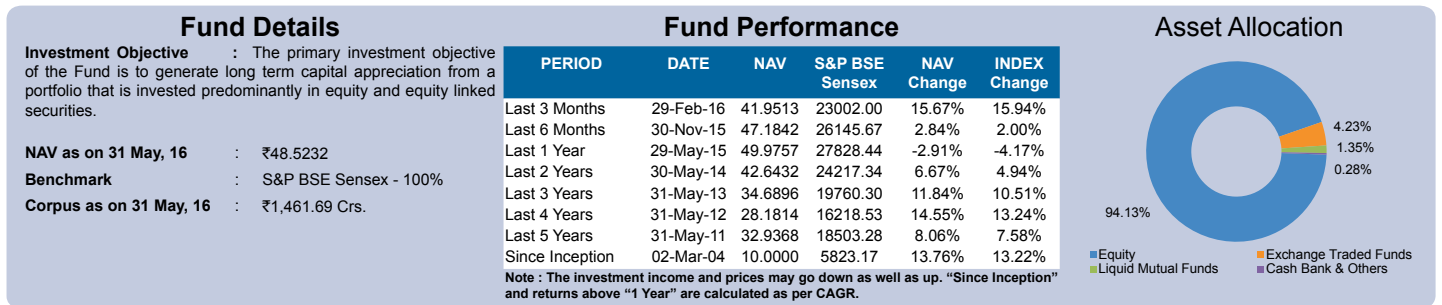 Fund Details
Investment Objective : The primary investment objective
of the Fund is to generate long term capital appreciation from a
portfolio that is invested predominantly in equity and equity linked
securities.
NAV as on 31 May, 16 : ₹48.5232
Benchmark : S&P BSE Sensex - 100%
Corpus as on 31 May, 16 : ₹1,461.69 Crs.
Fund Performance
PERIOD DATE NAV S&P BSE Sensex NAV Change INDEX Change
Last 3 Months 29-Feb-16 41.9513 23002.00 15.67% 15.94%
Last 6 Months 30-Nov-15 47.1842 26145.67 2.84% 2.00%
Last 1 Year 29-May-15 49.9757 27828.44 -2.91% -4.17%
Last 2 Years 30-May-14 42.6432 24217.34 6.67% 4.94%
Last 3 Years 31-May-13 34.6896 19760.30 11.84% 10.51%
Last 4 Years 31-May-12 28.1814 16218.53 14.55% 13.24%
Last 5 Years 31-May-11 32.9368 18503.28 8.06% 7.58%
Since Inception 02-Mar-04 10.0000 5823.17 13.76% 13.22%
Note : The investment income and prices may go down as well as up. “Since Inception”
and returns above “1 Year” are calculated as per CAGR.
Asset Allocation
4.23%
1.35%
0.28%
94.13%
Equity Exchange Traded Funds
Liquid Mutual Funds Cash Bank & Others